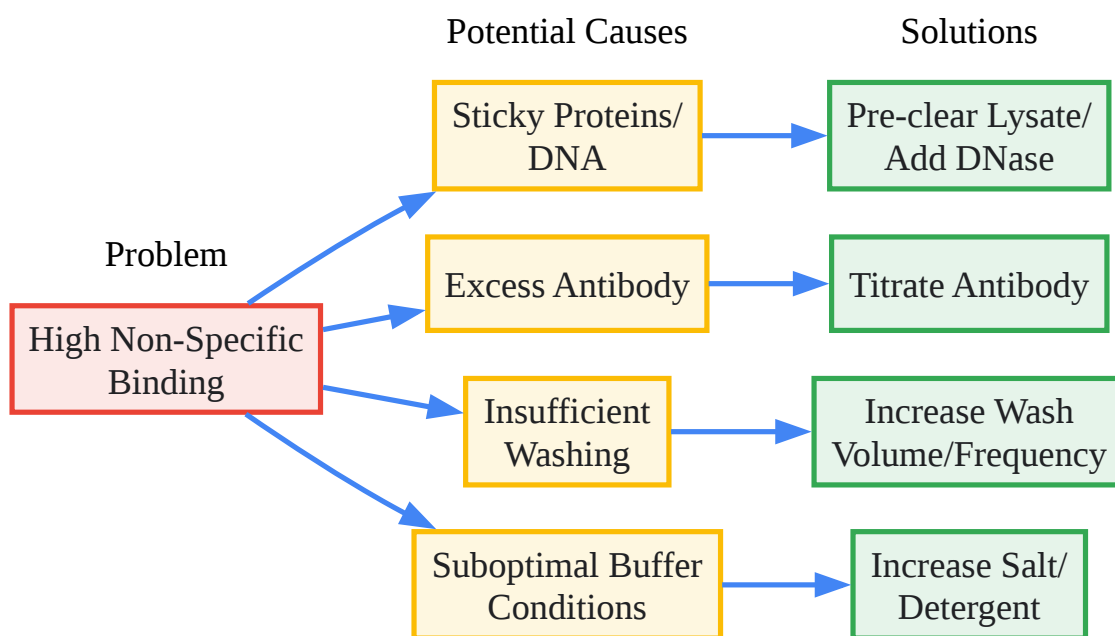 Potential Causes
Solutions
Sticky Proteins/
DNA
Pre-clear Lysate/
Add DNase
Problem
Excess Antibody
Titrate Antibody
High Non-Specific
Binding
Insufficient
Washing
Increase Wash
Volume/Frequency
Suboptimal Buffer
Conditions
Increase Salt/
Detergent